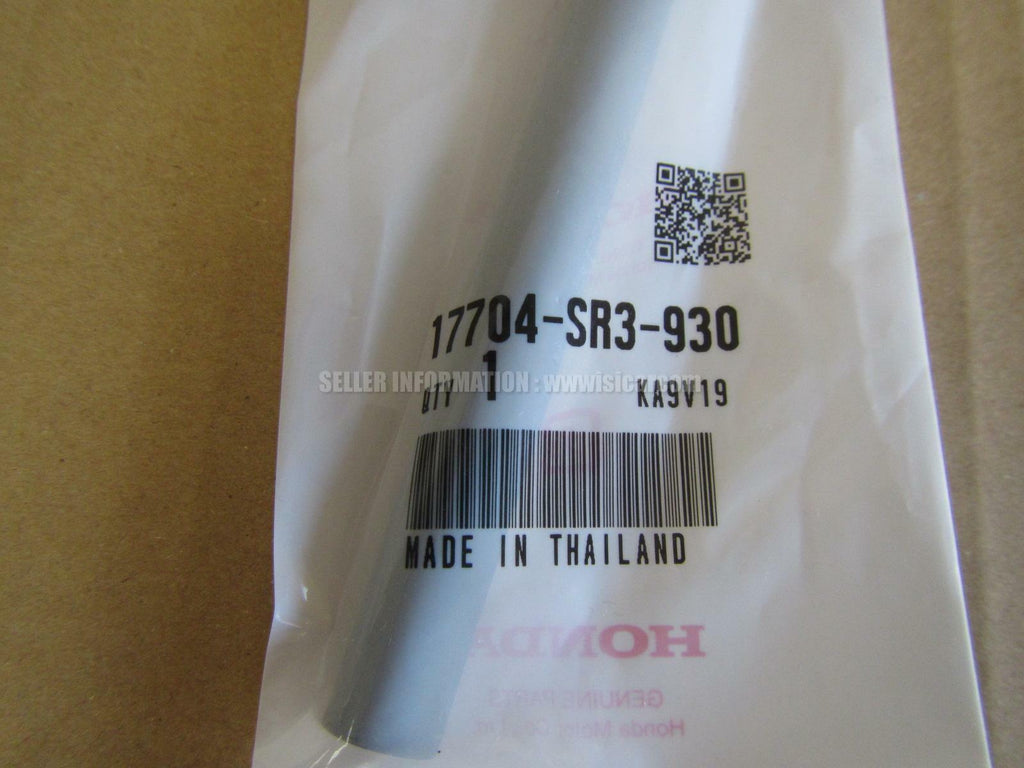 17704-SR3-930
QTY 1 KA9V19
SELLER INFORMATION : www.isicar.com
MADE IN THAILAND
HONDA
GENUINE PARTS
Honda Motor Co., Ltd.